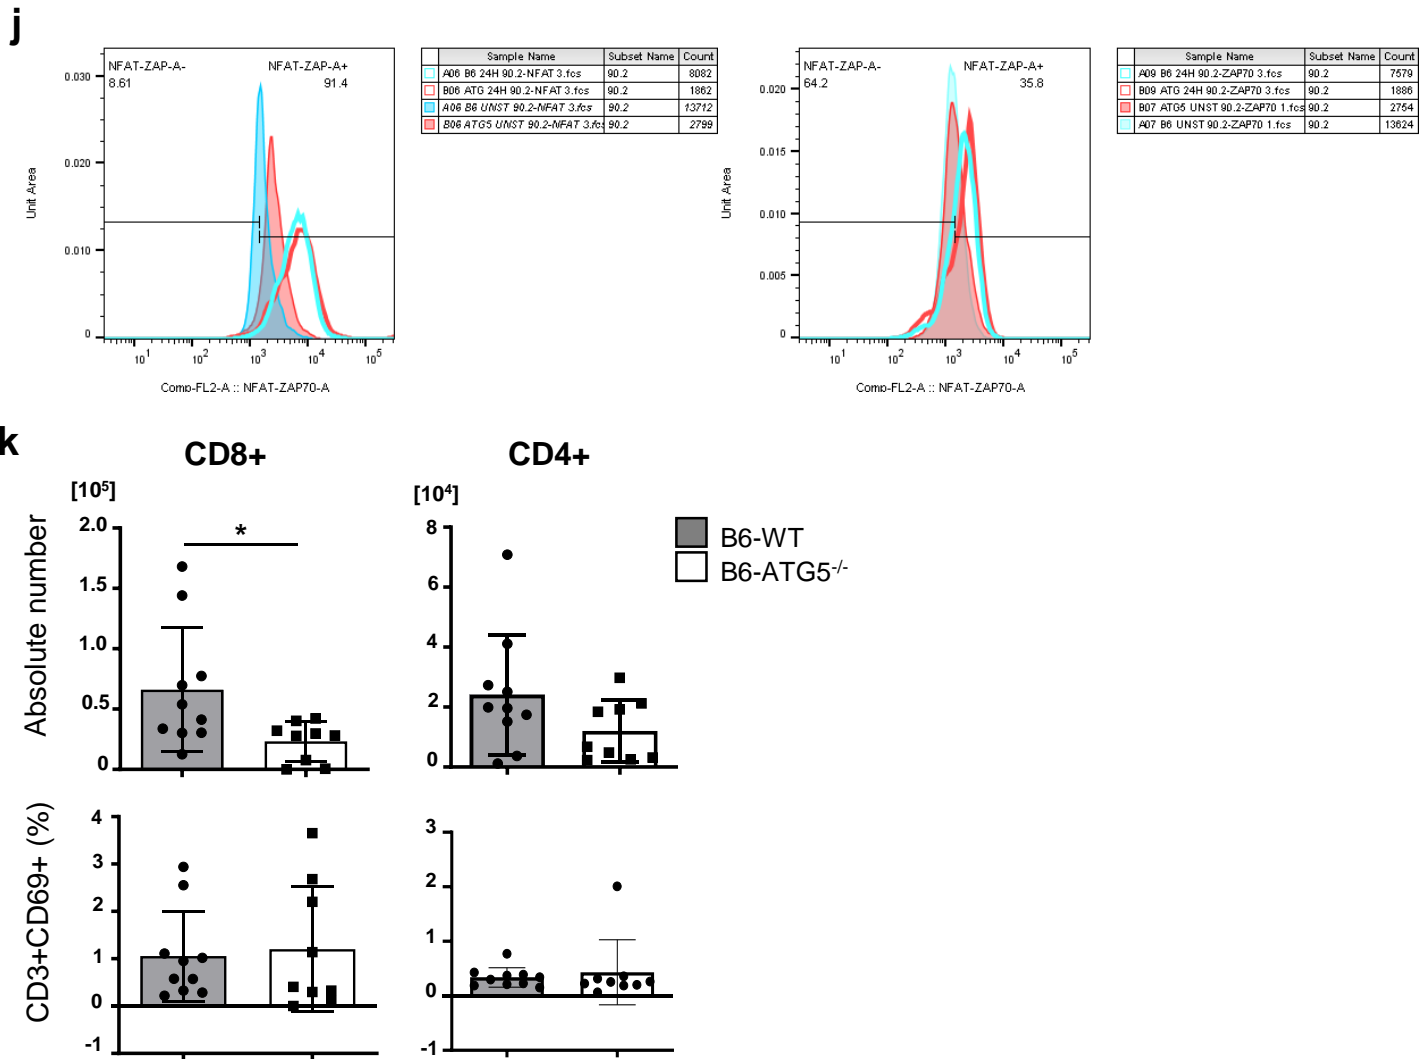 j
NFAT-ZAP-A-
8.61
NFAT-ZAP-A+
91.4
0.030
0.020
0.010
0
Unit Area
10¹ 10² 10³ 10⁴ 10⁵
Comp-FL2-A :: NFAT-ZAP70-A
Sample Name Subset Name Count
A06 B6 24H 90.2-NFAT 3.fcs 90.2 8082
B06 ATG 24H 90.2-NFAT 3.fcs 90.2 1862
A06 B6 UNST 90.2-NFAT 3.fcs 90.2 13712
B06 ATG5 UNST 90.2-NFAT 3.fcs 90.2 2799
NFAT-ZAP-A-
64.2
NFAT-ZAP-A+
35.8
0.020
0.015
0.010
0.005
0
Unit Area
10¹ 10² 10³ 10⁴ 10⁵
Comp-FL2-A :: NFAT-ZAP70-A
Sample Name Subset Name Count
A09 B6 24H 90.2-ZAP70 3.fcs 90.2 7579
B09 ATG 24H 90.2-ZAP70 3.fcs 90.2 1886
B07 ATG5 UNST 90.2-ZAP70 1.fcs 90.2 2754
A07 B6 UNST 90.2-ZAP70 1.fcs 90.2 13624
k
CD8+
[10⁵]
2.0
1.5
1.0
0.5
0
Absolute number
*
CD4+
[10⁴]
8
6
4
2
0
B6-WT
B6-ATG5⁻/⁻
CD3+CD69+ (%)
4
3
2
1
0
-1
3
2
1
0
-1